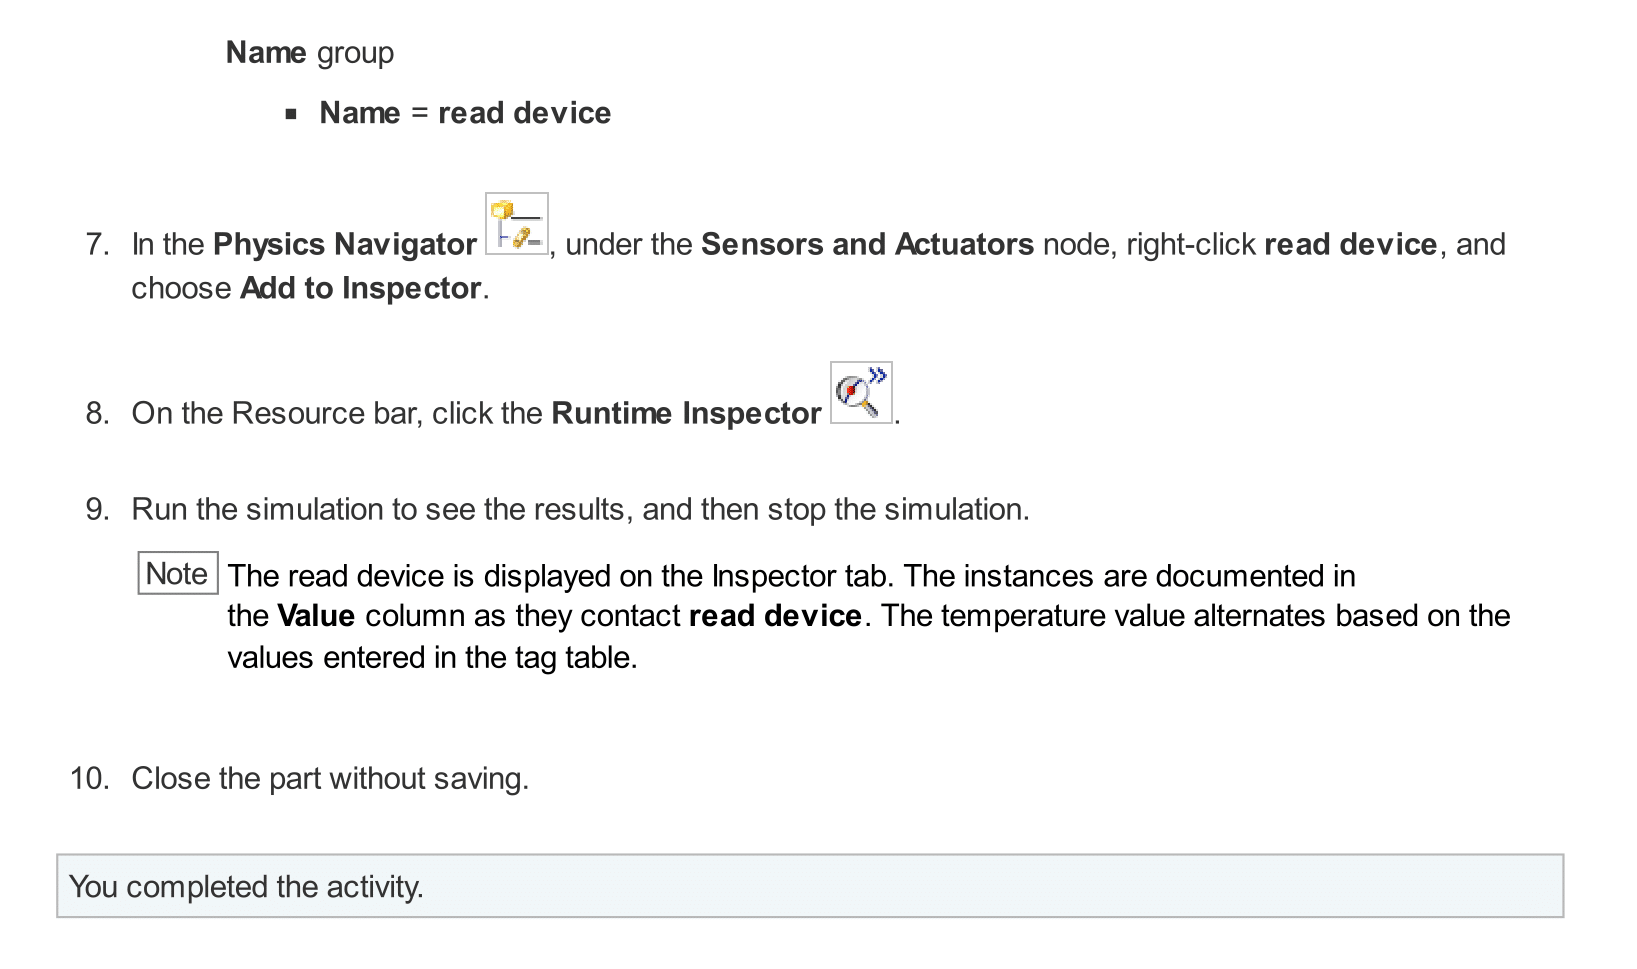 Name group
▪ Name = read device
7. In the Physics Navigator , under the Sensors and Actuators node, right-click read device, and
choose Add to Inspector.
8. On the Resource bar, click the Runtime Inspector .
9. Run the simulation to see the results, and then stop the simulation.
Note The read device is displayed on the Inspector tab. The instances are documented in
the Value column as they contact read device. The temperature value alternates based on the
values entered in the tag table.
10. Close the part without saving.
You completed the activity.